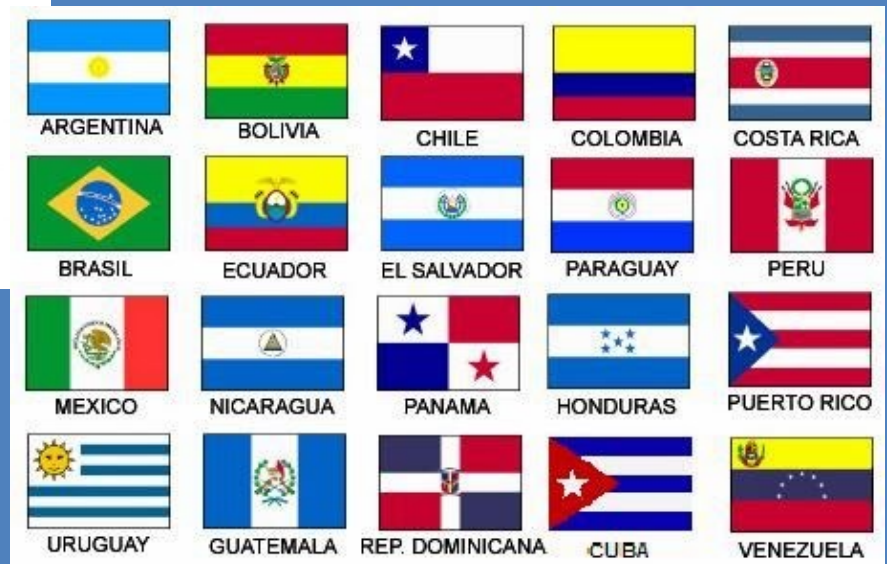 ARGENTINA BOLIVIA CHILE COLOMBIA COSTA RICA
BRASIL ECUADOR EL SALVADOR PARAGUAY PERU
MEXICO NICARAGUA PANAMA HONDURAS PUERTO RICO
URUGUAY GUATEMALA REP. DOMINICANA CUBA VENEZUELA